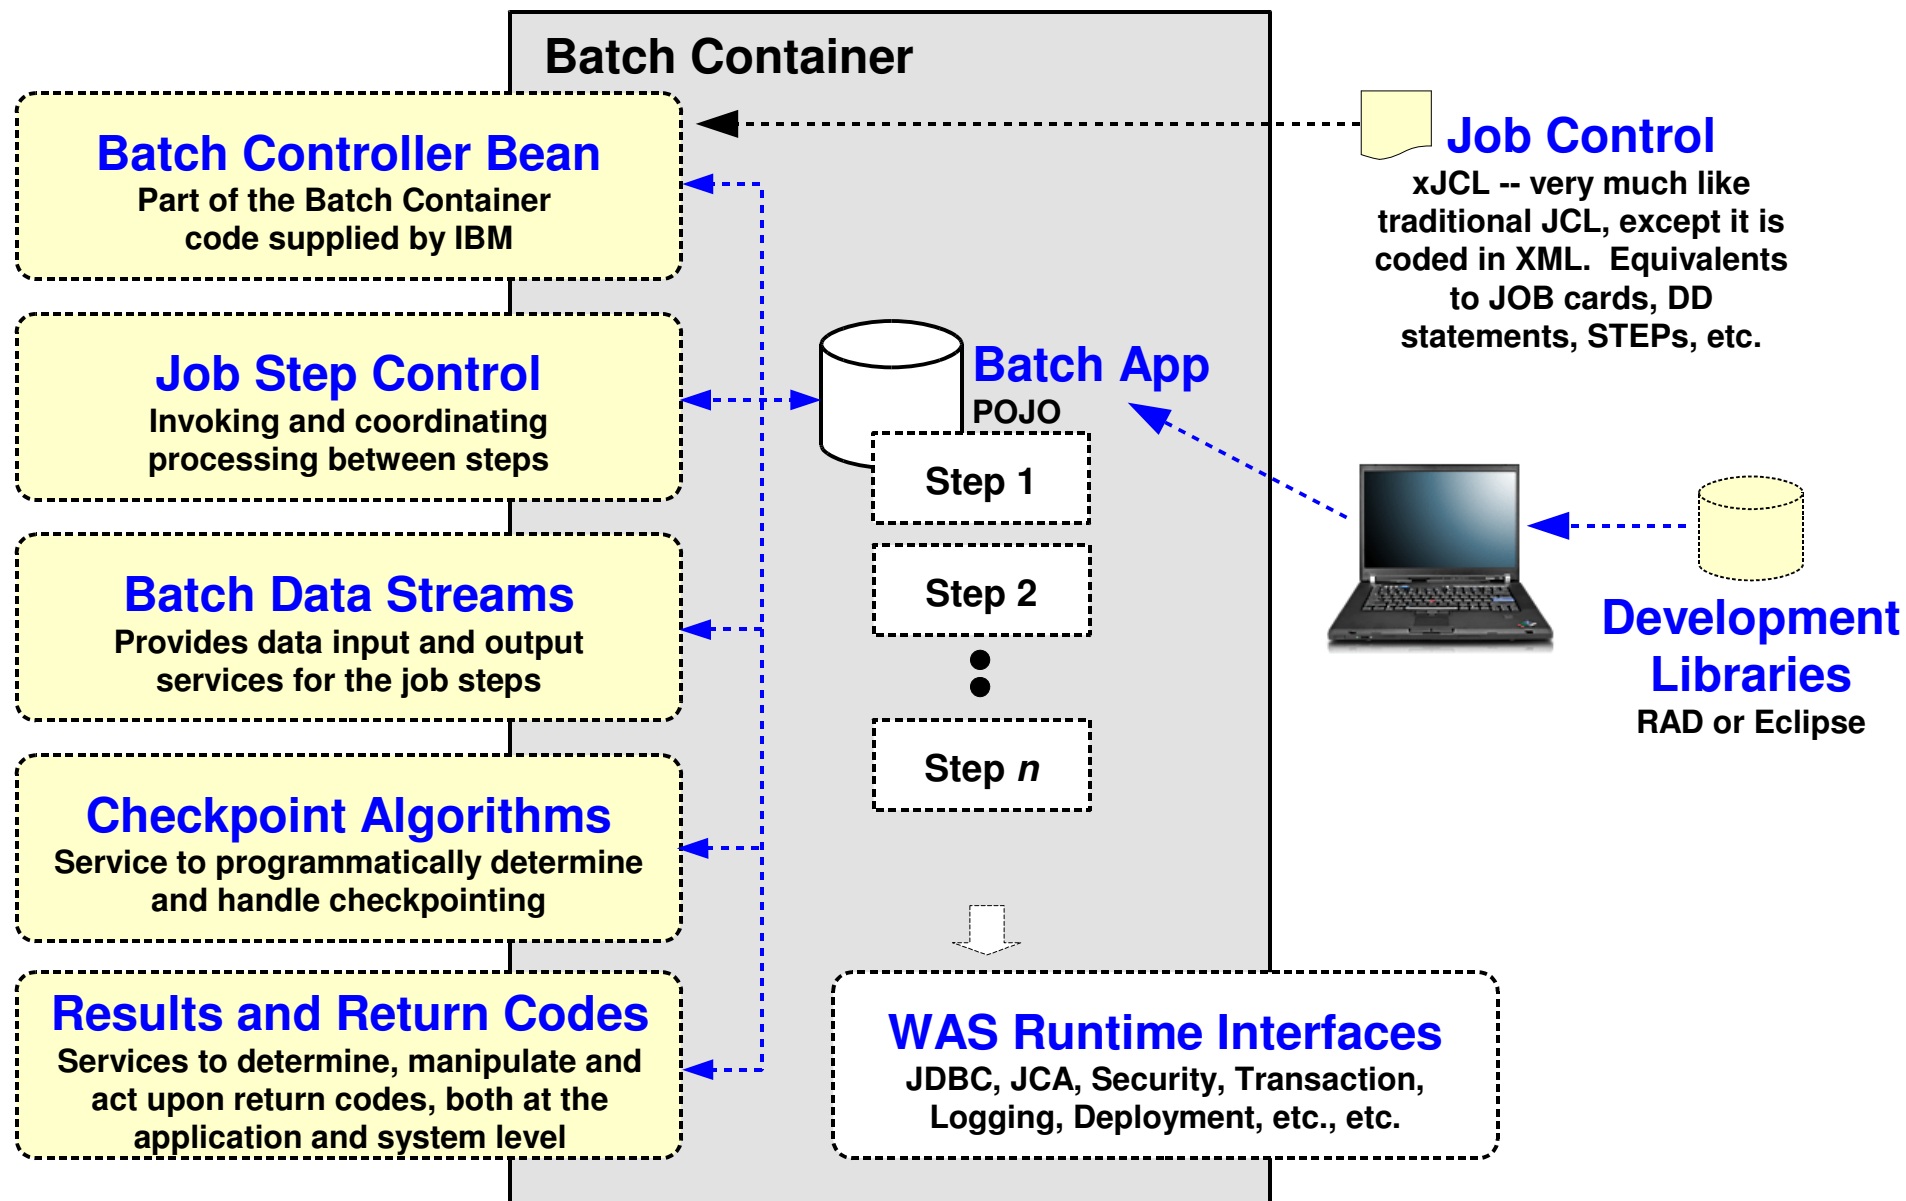 Batch Container
Batch Controller Bean
Part of the Batch Container
code supplied by IBM
Job Step Control
Invoking and coordinating
processing between steps
Batch Data Streams
Provides data input and output
services for the job steps
Checkpoint Algorithms
Service to programmatically determine
and handle checkpointing
Results and Return Codes
Services to determine, manipulate and
act upon return codes, both at the
application and system level
Batch App
POJO
Step 1
Step 2
Step n
WAS Runtime Interfaces
JDBC, JCA, Security, Transaction,
Logging, Deployment, etc., etc.
Job Control
xJCL -- very much like
traditional JCL, except it is
coded in XML.  Equivalents
to JOB cards, DD
statements, STEPs, etc.
Development
Libraries
RAD or Eclipse